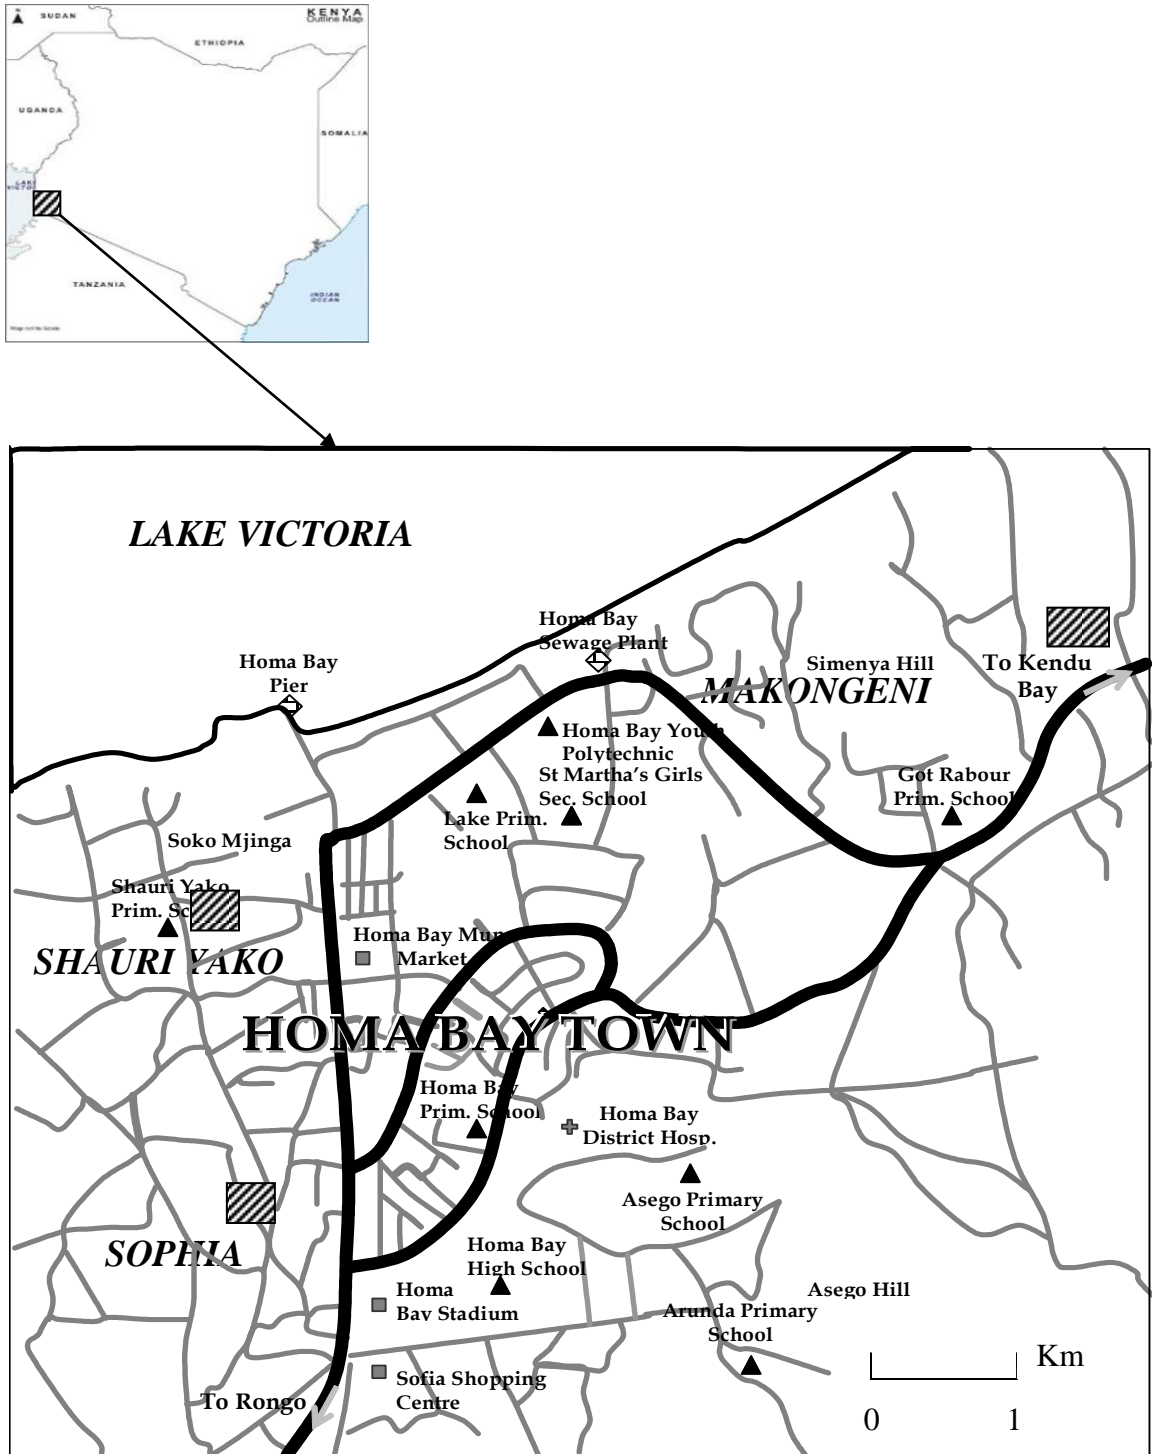 N
SUDAN
KENYA
Outline Map
ETHIOPIA
UGANDA
SOMALIA
LAKE
TANZANIA
INDIAN
OCEAN
LAKE VICTORIA
Homa Bay
Sewage Plant
Homa Bay
Pier
Simenya Hill
To Kendu
Bay
MAKONGENI
Homa Bay Youth
Polytechnic
St Martha's Girls
Sec. School
Got Rabour
Prim. School
Lake Prim.
School
Soko Mjinga
Shauri Yako
Prim. Sc
Homa Bay Mun
Market
SHAURI YAKO
HOMA BAY TOWN
Homa Bay
Prim. School
Homa Bay
District Hosp.
Asego Primary
School
SOPHIA
Homa Bay
High School
Homa
Bay Stadium
Asego Hill
Arunda Primary
School
Km
Sofia Shopping
Centre
To Rongo
0 1